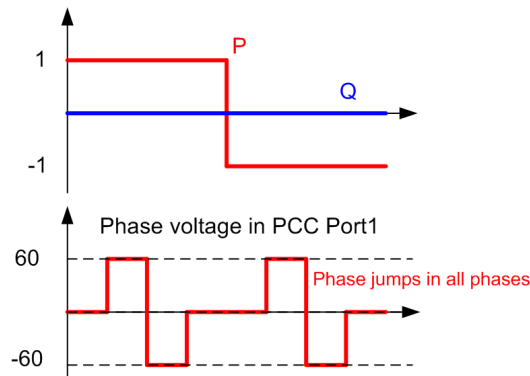 P
1
Q
-1
Phase voltage in PCC Port1
60
Phase jumps in all phases
-60